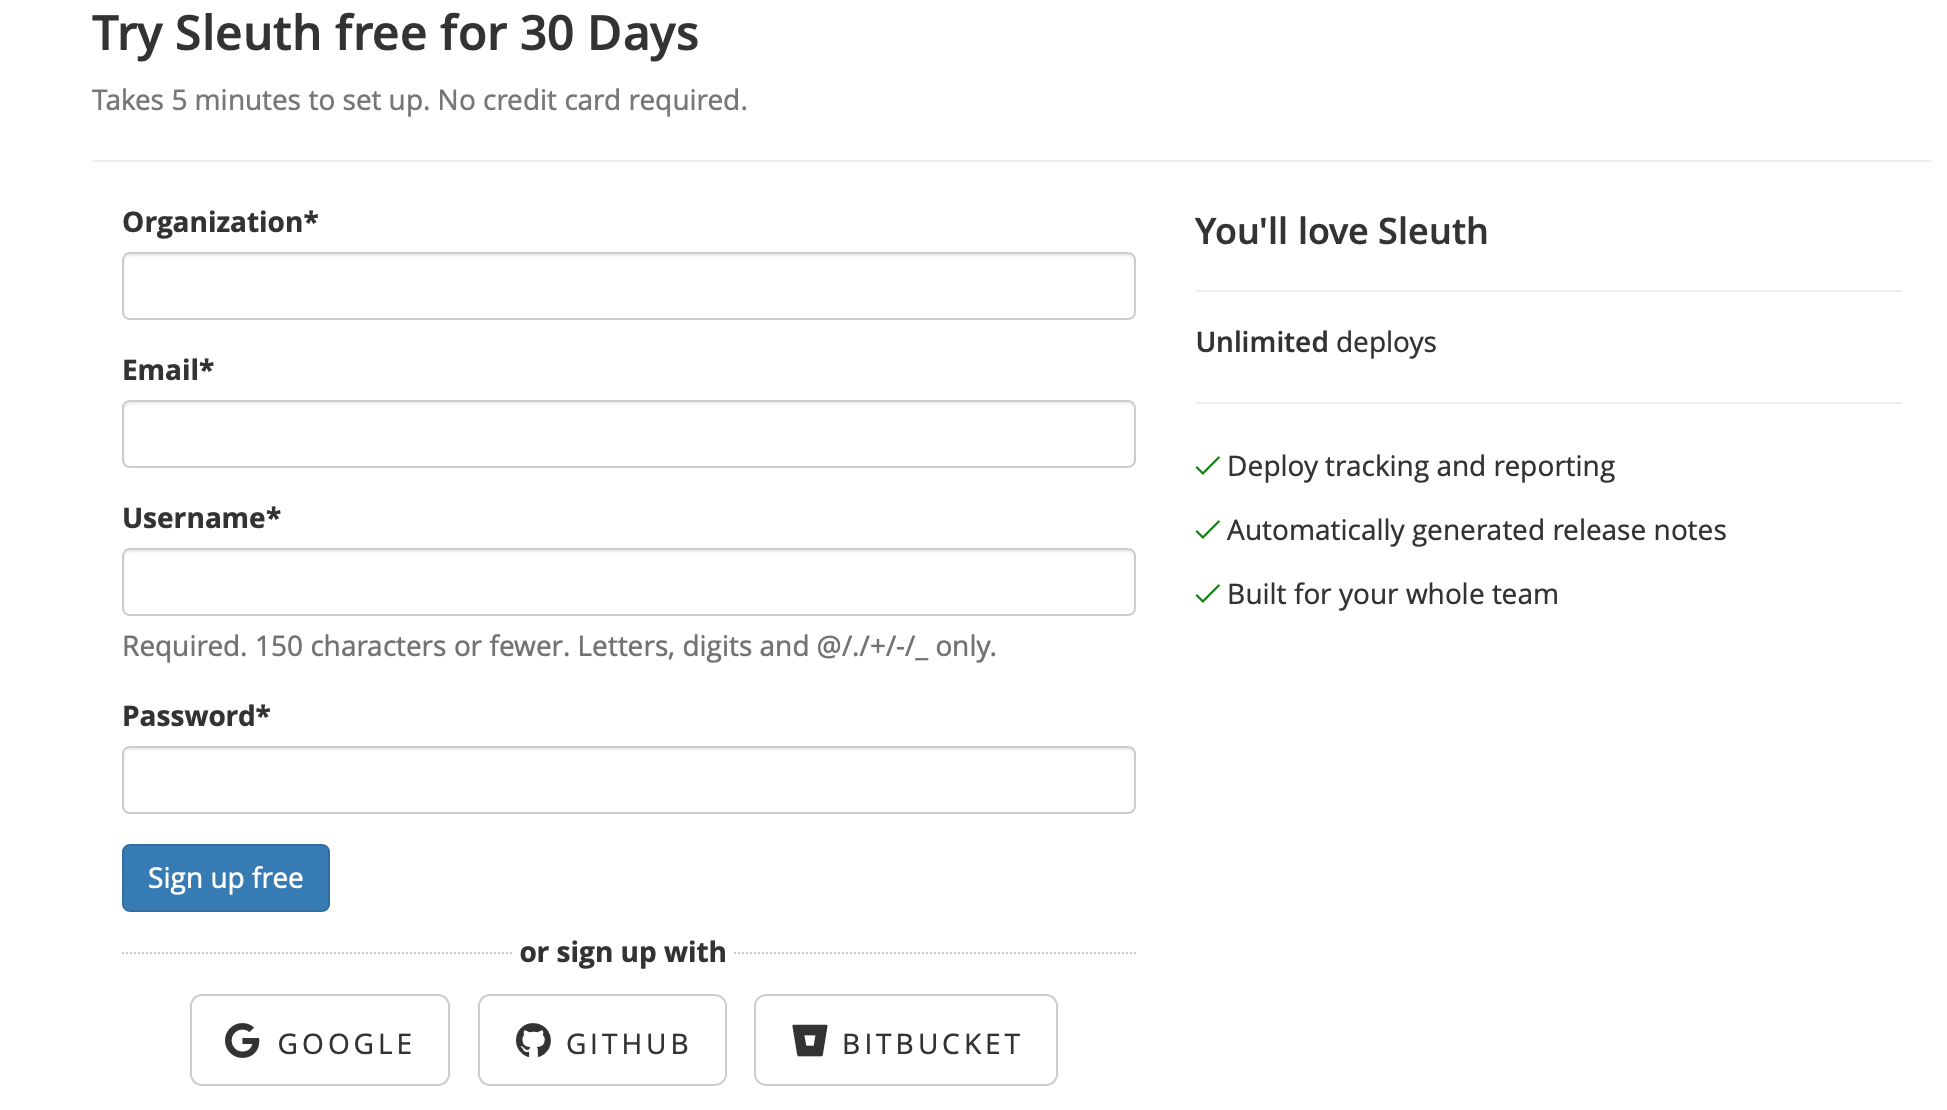 Try Sleuth free for 30 Days
Takes 5 minutes to set up. No credit card required.
Organization*
Email*
Username*
Required. 150 characters or fewer. Letters, digits and @/./+/-/_ only.
Password*
Sign up free
or sign up with
GOOGLE
GITHUB
BITBUCKET
You'll love Sleuth
Unlimited deploys
Deploy tracking and reporting
Automatically generated release notes
Built for your whole team